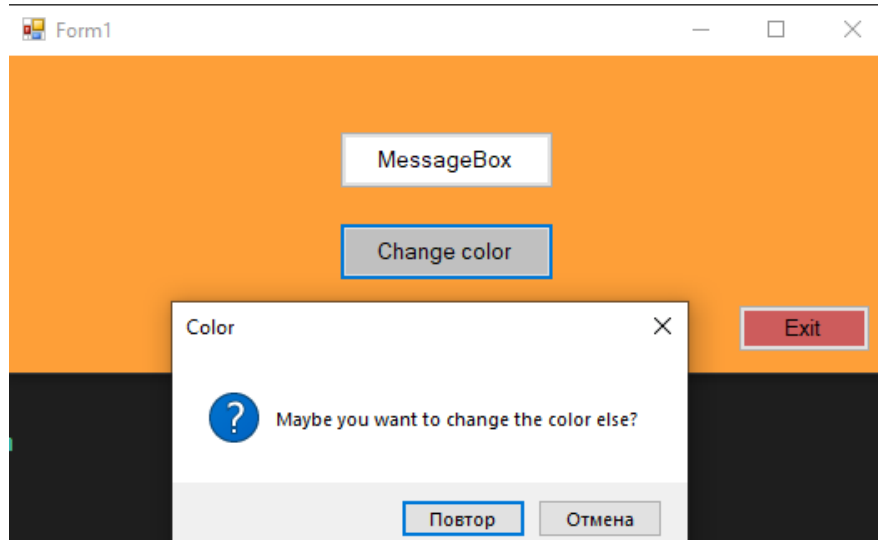 Form1
MessageBox
Change color
Color
Exit
Maybe you want to change the color else?
Повтор
Отмена